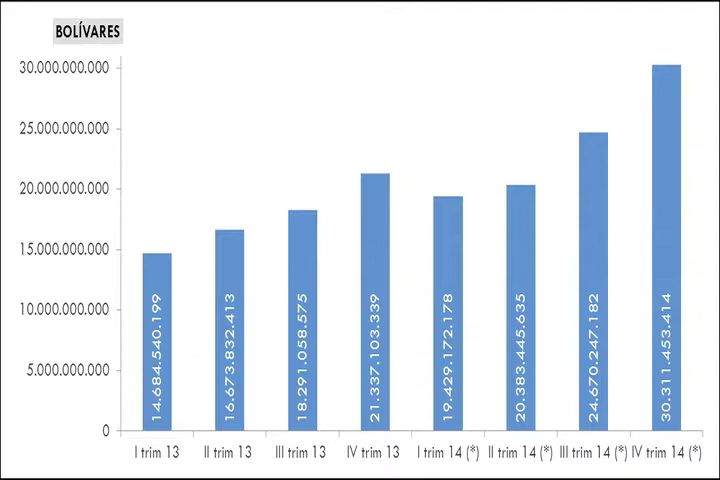 BOLÍVARES
30.000.000.000
25.000.000.000
20.000.000.000
15.000.000.000
10.000.000.000
5.000.000.000
0
14.684.540.199
16.673.832.413
18.291.058.575
21.337.103.339
19.429.172.178
20.383.445.635
24.670.247.182
30.311.453.414
I trim 13
II trim 13
III trim 13
IV trim 13
I trim 14 (*)
II trim 14 (*)
III trim 14 (*)
IV trim 14 (*)